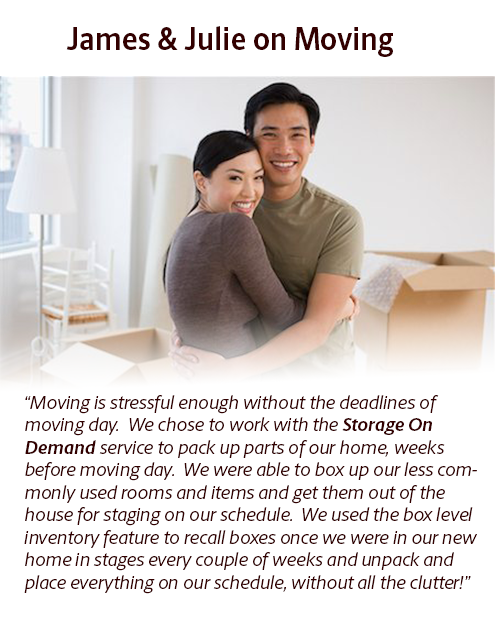 James & Julie on Moving
“Moving is stressful enough without the deadlines of
moving day.  We chose to work with the Storage On
Demand service to pack up parts of our home, weeks
before moving day.  We were able to box up our less com-
monly used rooms and items and get them out of the
house for staging on our schedule.  We used the box level
inventory feature to recall boxes once we were in our new
home in stages every couple of weeks and unpack and
place everything on our schedule, without all the clutter!”